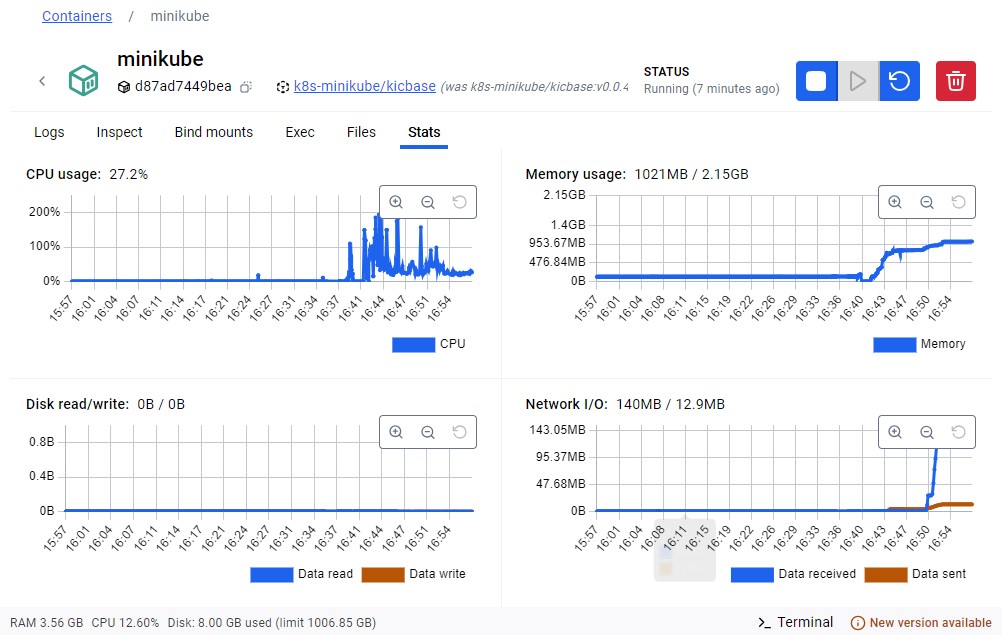 Containers / minikube
minikube
d87ad7449bea k8s-minikube/kicbase (was k8s-minikube/kicbase:v0.0.4
STATUS
Running (7 minutes ago)
Logs Inspect Bind mounts Exec Files Stats
CPU usage: 27.2%
200%
100%
0%
15:57 16:01 16:04 16:07 16:11 16:14 16:17 16:21 16:24 16:27 16:31 16:34 16:37 16:41 16:44 16:47 16:51 16:54
CPU
Memory usage: 1021MB / 2.15GB
2.15GB
1.4GB
953.67MB
476.84MB
0B
15:57 16:01 16:04 16:08 16:11 16:15 16:19 16:22 16:26 16:29 16:33 16:36 16:40 16:43 16:47 16:50 16:54
Memory
Disk read/write: 0B / 0B
0.8B
0.4B
0B
15:57 16:01 16:04 16:07 16:11 16:14 16:17 16:21 16:24 16:27 16:31 16:34 16:37 16:41 16:44 16:47 16:51 16:54
Data read Data write
Network I/O: 140MB / 12.9MB
143.05MB
95.37MB
47.68MB
0B
15:57 16:01 16:04 16:08 16:11 16:15 16:19 16:22 16:26 16:29 16:33 16:36 16:40 16:43 16:47 16:50 16:54
Data received Data sent
RAM 3.56 GB CPU 12.60% Disk: 8.00 GB used (limit 1006.85 GB)
Terminal
New version available